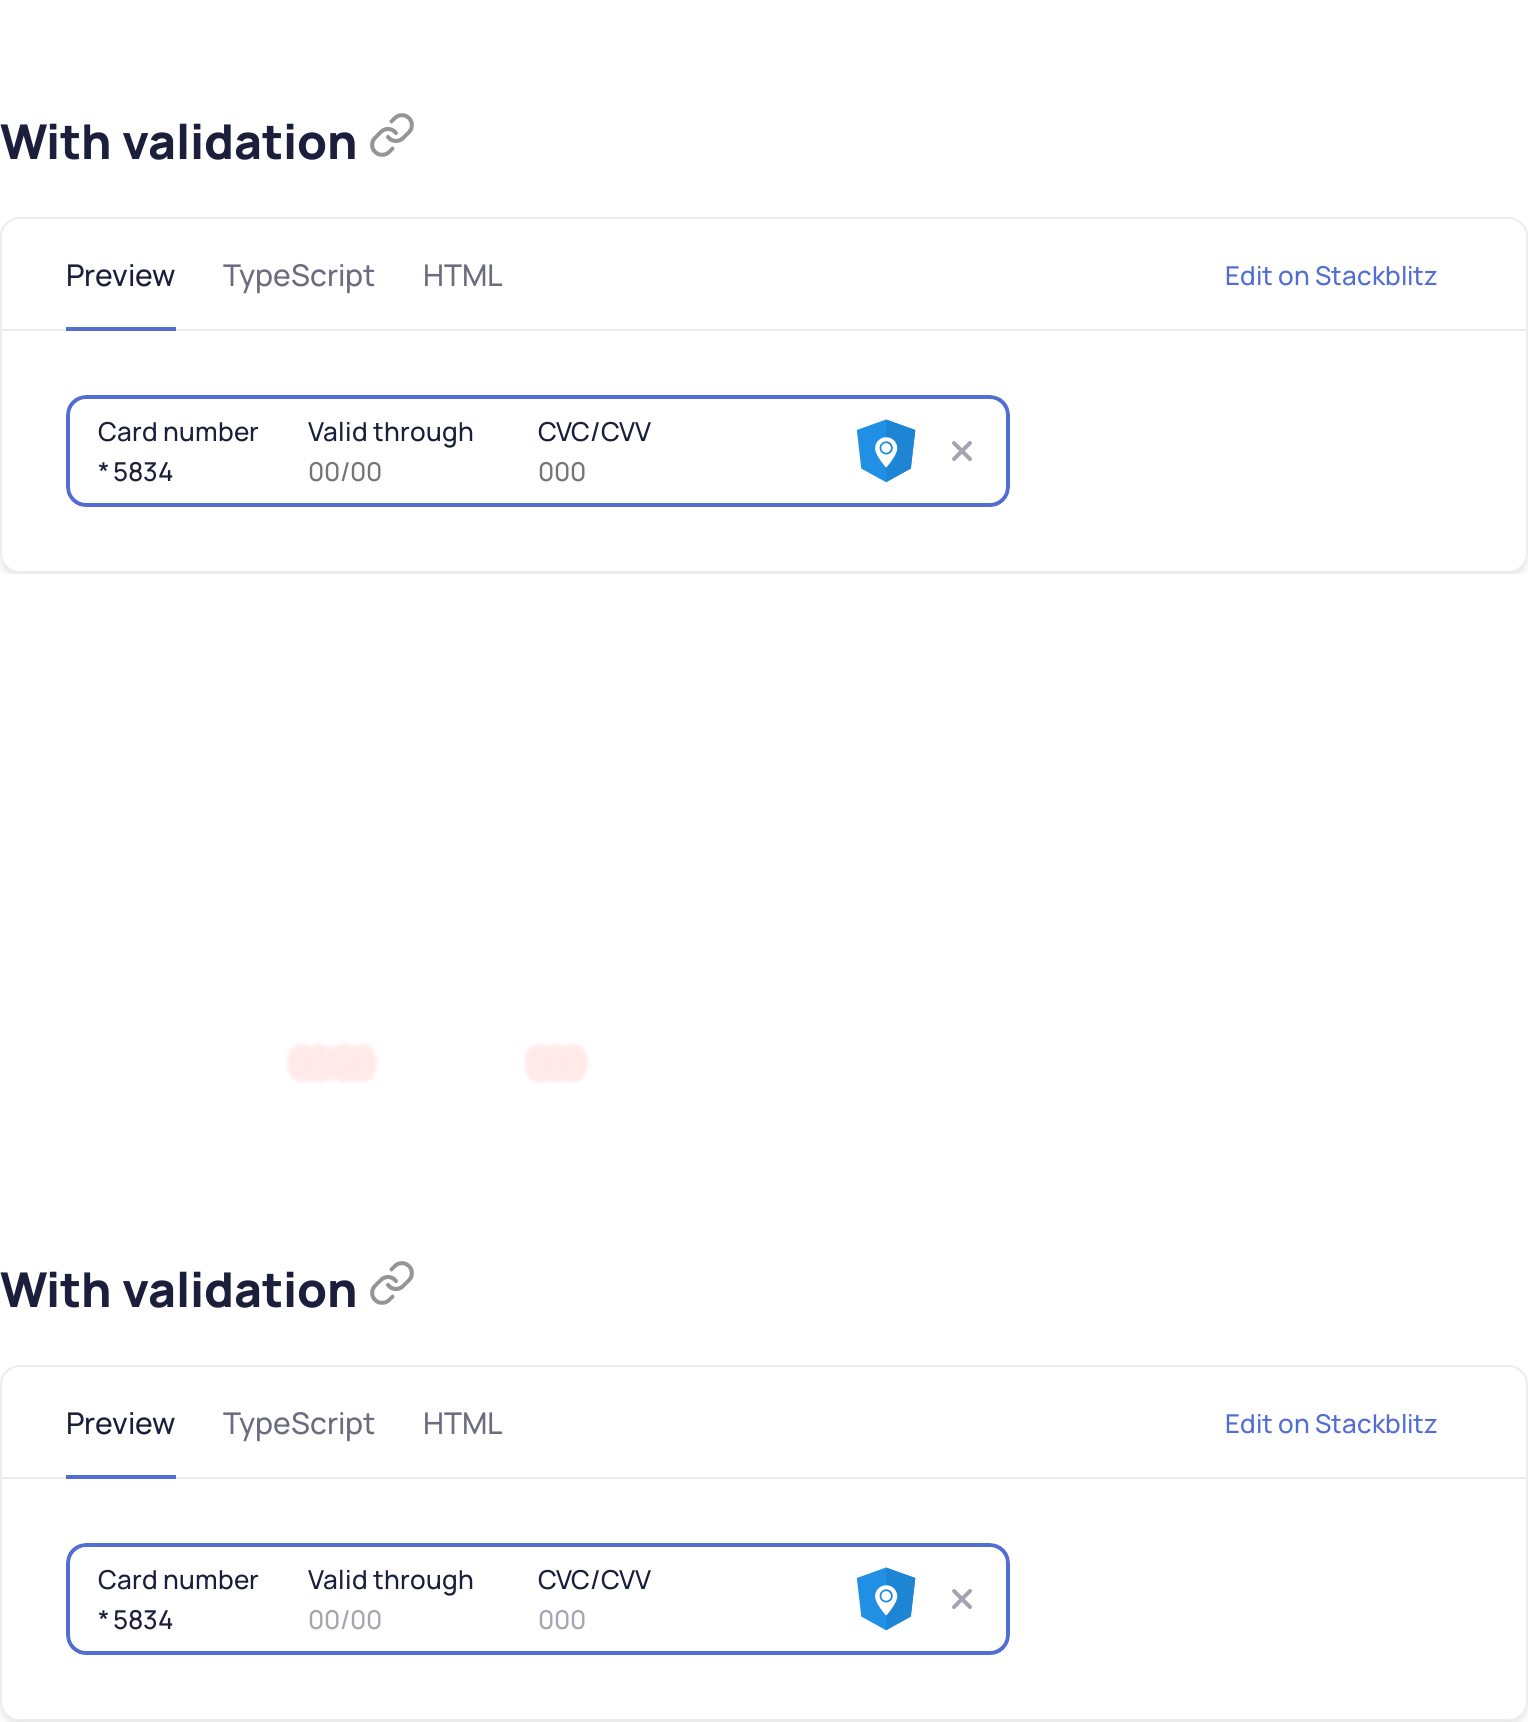 With validation
Preview TypeScript HTML Edit on Stackblitz
Card number Valid through CVC/CVV
* 5834 00/00 000
With validation
Preview TypeScript HTML Edit on Stackblitz
Card number Valid through CVC/CVV
* 5834 00/00 000